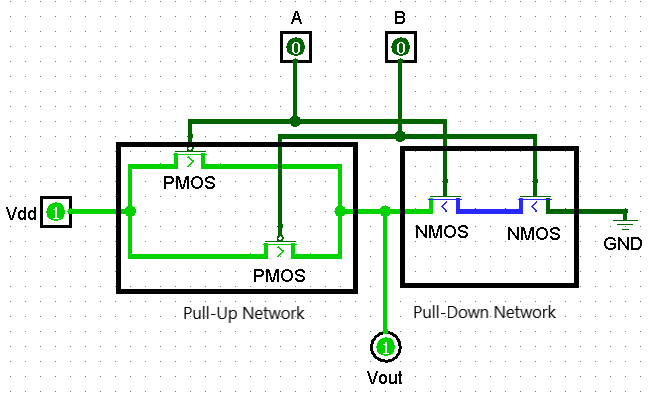 A
B
0
0
PMOS
Vdd
1
NMOS
NMOS
GND
PMOS
Pull-Up Network
Pull-Down Network
1
Vout